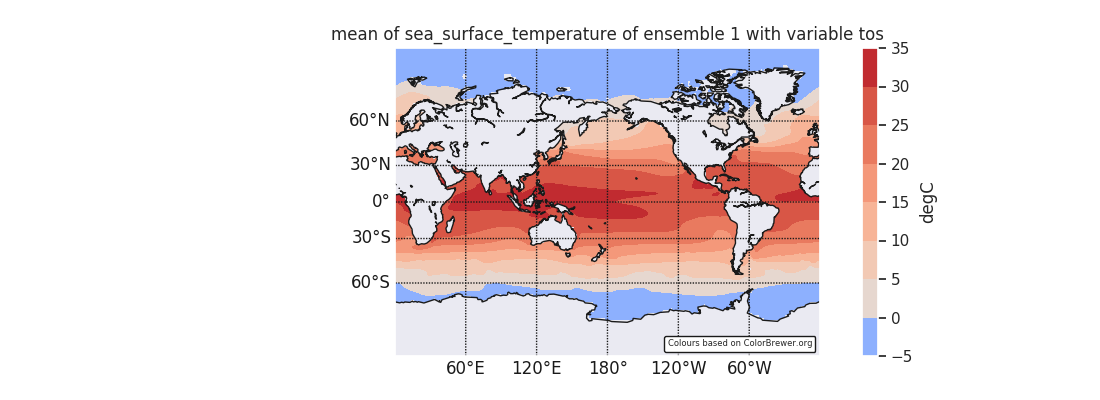 mean of sea_surface_temperature of ensemble 1 with variable tos
60°N
30°N
0°
30°S
60°S
60°E 120°E 180° 120°W 60°W
Colours based on ColorBrewer.org
35
30
25
20
15
10
5
0
−5
degC